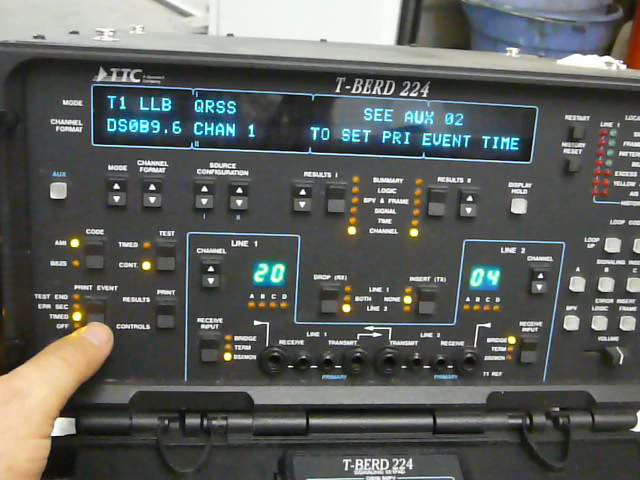 TTC
T-BERD 224
MODE
CHANNEL
FORMAT
T1 LLB QRSS SEE AUX 02
DS0B9.6 CHAN 1 TO SET PRI EVENT TIME
RESTART
HISTORY
RESET
LINE 1
AUX
MODE
CHANNEL
FORMAT
SOURCE
CONFIGURATION
I II
RESULTS I
SUMMARY
LOGIC
BPV & FRAME
SIGNAL
TIME
CHANNEL
RESULTS II
DISPLAY
HOLD
EXCESS
YELLOW
CODE
AMI
B8ZS
TEST
TIMED
CONT.
LINE 1
CHANNEL
20
A B C D
DROP (RX)
LINE 1
BOTH
LINE 2
INSERT (TX)
NONE
LINE 2
04
A B C D
CHANNEL
LOOP
UP
A B
PRINT EVENT
TEST END
ERR SEC
TIMED
OFF
PRINT
RESULTS
CONTROLS
RECEIVE
INPUT
BRIDGE
TERM
DSXMON
LINE 1
RECEIVE TRANSMIT
PRIMARY
LINE 2
TRANSMIT RECEIVE
PRIMARY
BRIDGE
TERM
DSXMON
RECEIVE
INPUT
T1 REF
ERROR INSERT
BPV LOGIC FRAME
VOLUME
T-BERD 224